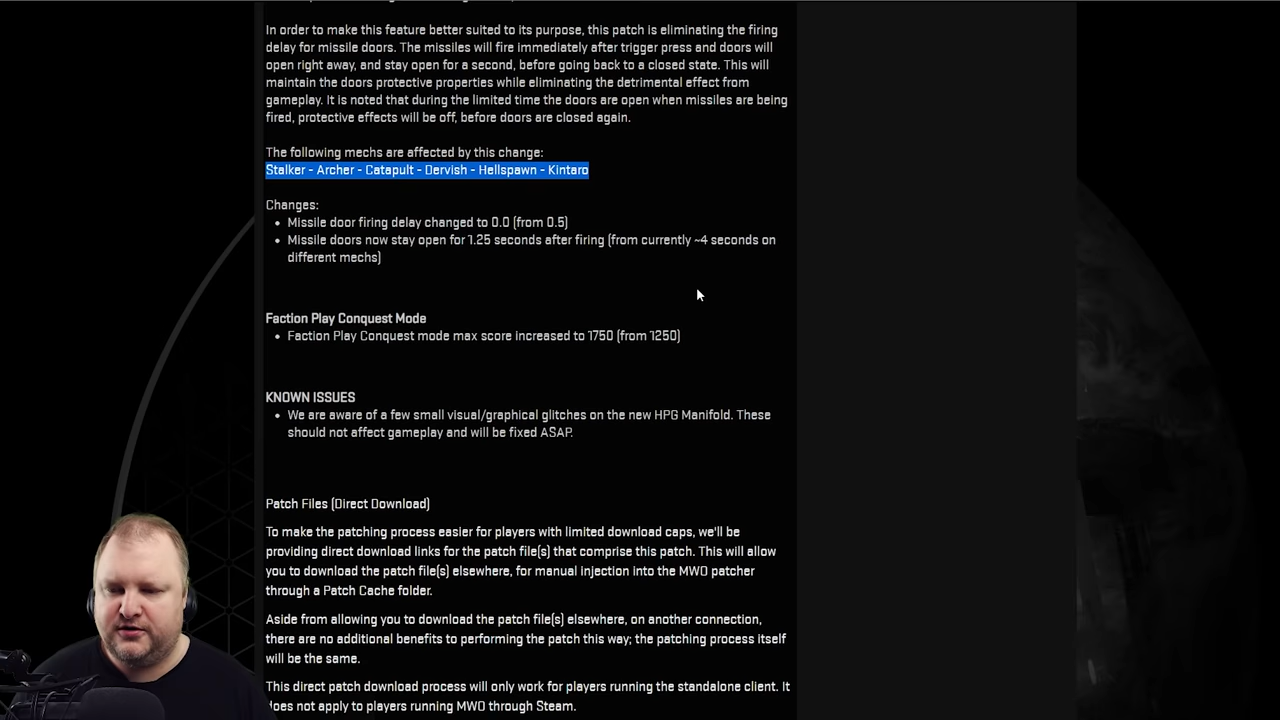 In order to make this feature better suited to its purpose, this patch is eliminating the firing
delay for missile doors. The missiles will fire immediately after trigger press and doors will
open right away, and stay open for a second, before going back to a closed state. This will
maintain the doors protective properties while eliminating the detrimental effect from
gameplay. It is noted that during the limited time the doors are open when missiles are being
fired, protective effects will be off, before doors are closed again.
The following mechs are affected by this change:
Stalker - Archer - Catapult - Dervish - Hellspawn - Kintaro
Changes:
• Missile door firing delay changed to 0.0 (from 0.5)
• Missile doors now stay open for 1.25 seconds after firing (from currently ~4 seconds on
different mechs)
Faction Play Conquest Mode
• Faction Play Conquest mode max score increased to 1750 (from 1250)
KNOWN ISSUES
• We are aware of a few small visual/graphical glitches on the new HPG Manifold. These
should not affect gameplay and will be fixed ASAP.
Patch Files (Direct Download)
To make the patching process easier for players with limited download caps, we'll be
providing direct download links for the patch file(s) that comprise this patch. This will allow
you to download the patch file(s) elsewhere, for manual injection into the MWO patcher
through a Patch Cache folder.
Aside from allowing you to download the patch file(s) elsewhere, on another connection,
there are no additional benefits to performing the patch this way; the patching process itself
will be the same.
This direct patch download process will only work for players running the standalone client. It
does not apply to players running MWO through Steam.